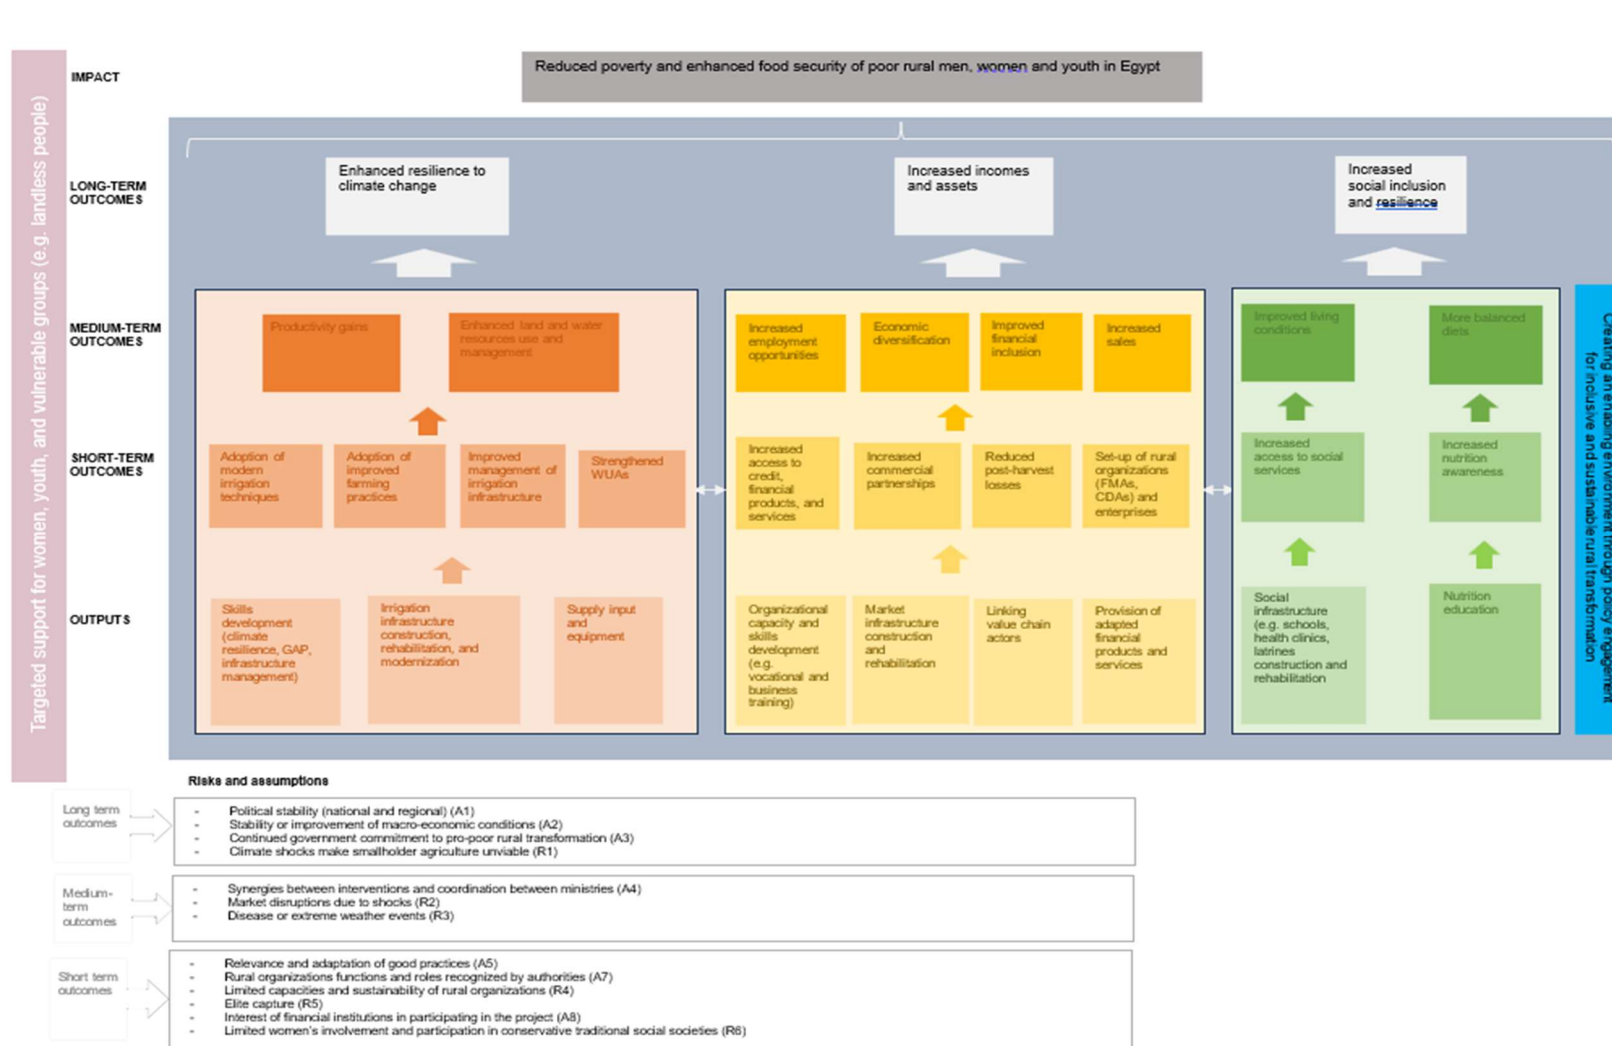 Targeted support for women, youth, and vulnerable groups (e.g. landless people)
IMPACT
Reduced poverty and enhanced food security of poor rural men, women and youth in Egypt
LONG-TERM
OUTCOMES
Enhanced resilience to
climate change
Increased incomes
and assets
Increased
social inclusion
and resilience
MEDIUM-TERM
OUTCOMES
Productivity gains
Enhanced land and water
resources use and
management
Increased
employment
opportunities
Economic
diversification
Improved
financial
inclusion
Increased
sales
Improved living
conditions
More balanced
diets
SHORT-TERM
OUTCOMES
Adoption of
modern
irrigation
techniques
Adoption of
improved
farming
practices
Improved
management of
irrigation
infrastructure
Strengthened
WUAs
Increased
access to
credit,
financial
products, and
services
Increased
commercial
partnerships
Reduced
post-harvest
losses
Set-up of rural
organizations
(FMAs,
CDAs) and
enterprises
Increased
access to social
services
Increased
nutrition
awareness
OUTPUTS
Skills
development
(climate
resilience, GAP,
infrastructure
management)
Irrigation
infrastructure
construction,
rehabilitation, and
modernization
Supply input
and
equipment
Organizational
capacity and
skills
development
(e.g.
vocational and
business
training)
Market
infrastructure
construction
and
rehabilitation
Linking
value chain
actors
Provision of
adapted
financial
products and
services
Social
infrastructure
(e.g. schools,
health clinics,
latrines
construction and
rehabilitation
Nutrition
education
Creating an enabling environment through policy engagement
for inclusive and sustainable rural transformation
Risks and assumptions
Long term
outcomes
- Political stability (national and regional) (A1)
- Stability or improvement of macro-economic conditions (A2)
- Continued government commitment to pro-poor rural transformation (A3)
- Climate shocks make smallholder agriculture unviable (R1)
Medium-
term
outcomes
- Synergies between interventions and coordination between ministries (A4)
- Market disruptions due to shocks (R2)
- Disease or extreme weather events (R3)
Short term
outcomes
- Relevance and adaptation of good practices (A5)
- Rural organizations functions and roles recognized by authorities (A7)
- Limited capacities and sustainability of rural organizations (R4)
- Elite capture (R5)
- Interest of financial institutions in participating in the project (A8)
- Limited women's involvement and participation in conservative traditional social societies (R6)